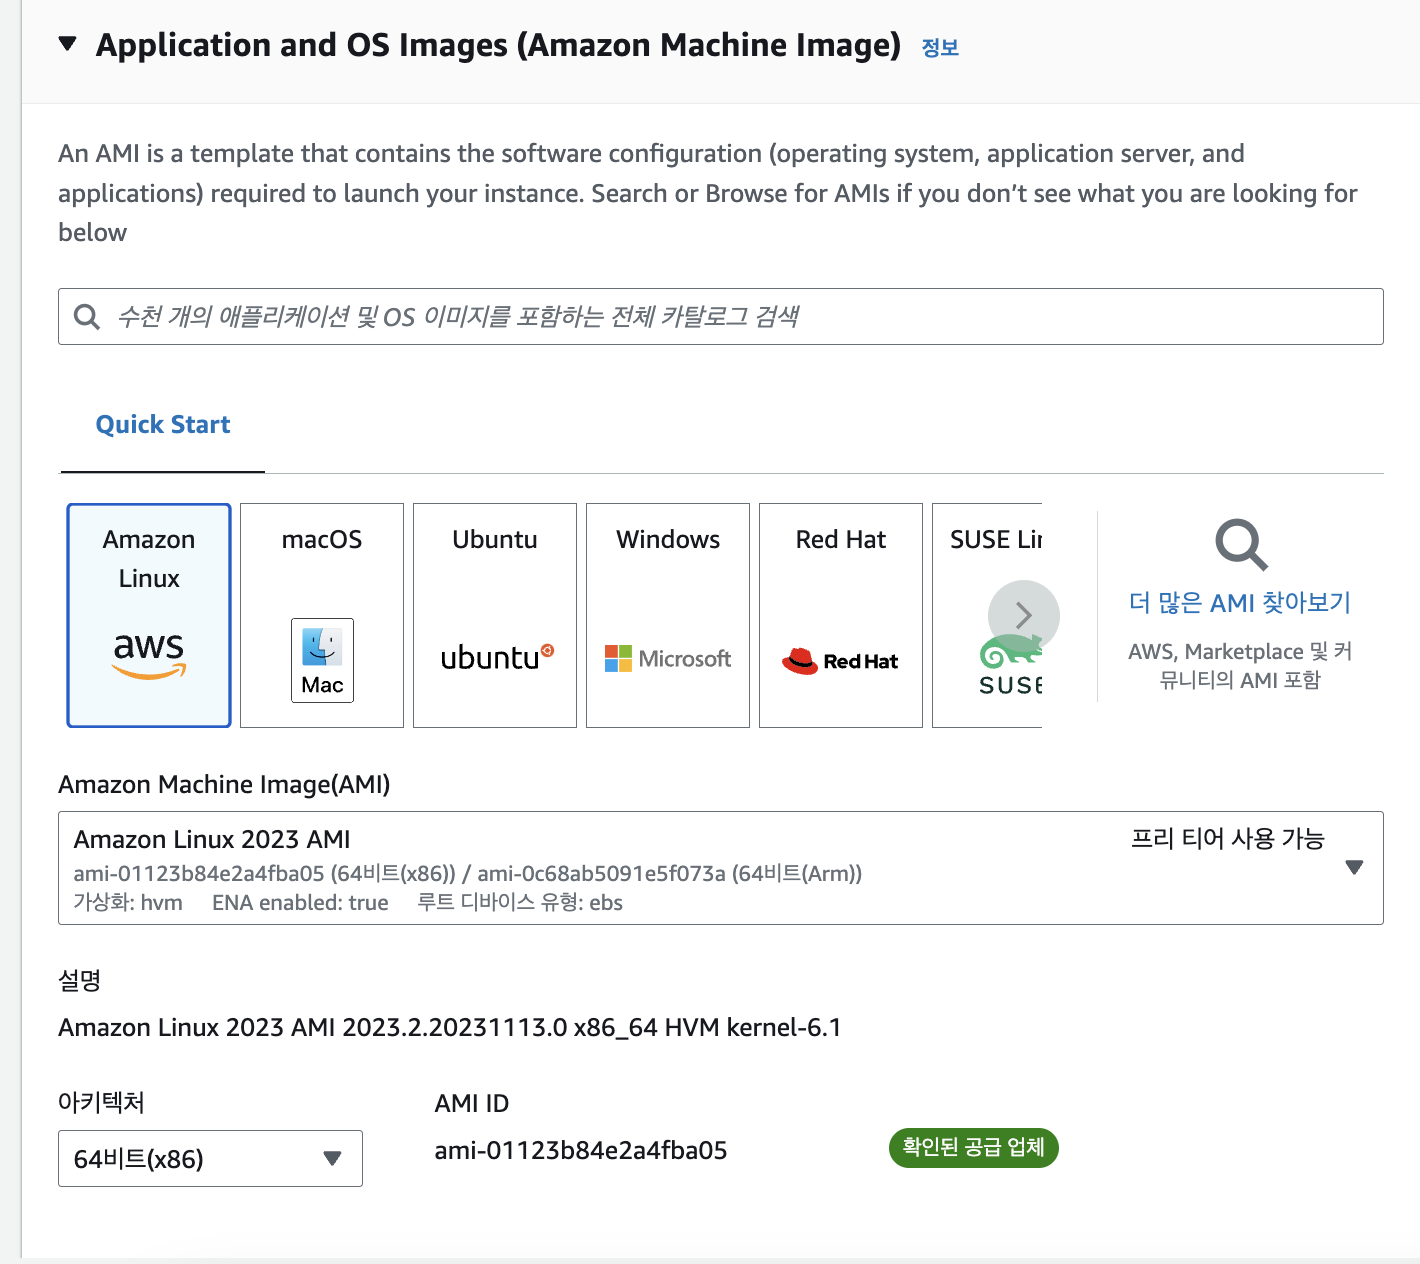 Application and OS Images (Amazon Machine Image) 정보
An AMI is a template that contains the software configuration (operating system, application server, and
applications) required to launch your instance. Search or Browse for AMIs if you don’t see what you are looking for
below
수천 개의 애플리케이션 및 OS 이미지를 포함하는 전체 카탈로그 검색
Quick Start
Amazon
Linux
aws
macOS
Mac
Ubuntu
ubuntu
Windows
Microsoft
Red Hat
Red Hat
SUSE Lin
SUSE
더 많은 AMI 찾아보기
AWS, Marketplace 및 커
뮤니티의 AMI 포함
Amazon Machine Image(AMI)
Amazon Linux 2023 AMI 프리 티어 사용 가능
ami-01123b84e2a4fba05 (64비트(x86)) / ami-0c68ab5091e5f073a (64비트(Arm))
가상화: hvm ENA enabled: true 루트 디바이스 유형: ebs
설명
Amazon Linux 2023 AMI 2023.2.20231113.0 x86_64 HVM kernel-6.1
아키텍처 AMI ID
64비트(x86) ami-01123b84e2a4fba05 확인된 공급 업체